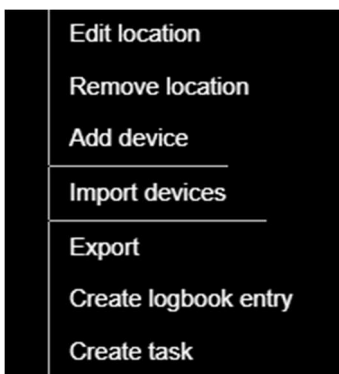 Edit location
Remove location
Add device
Import devices
Export
Create logbook entry
Create task